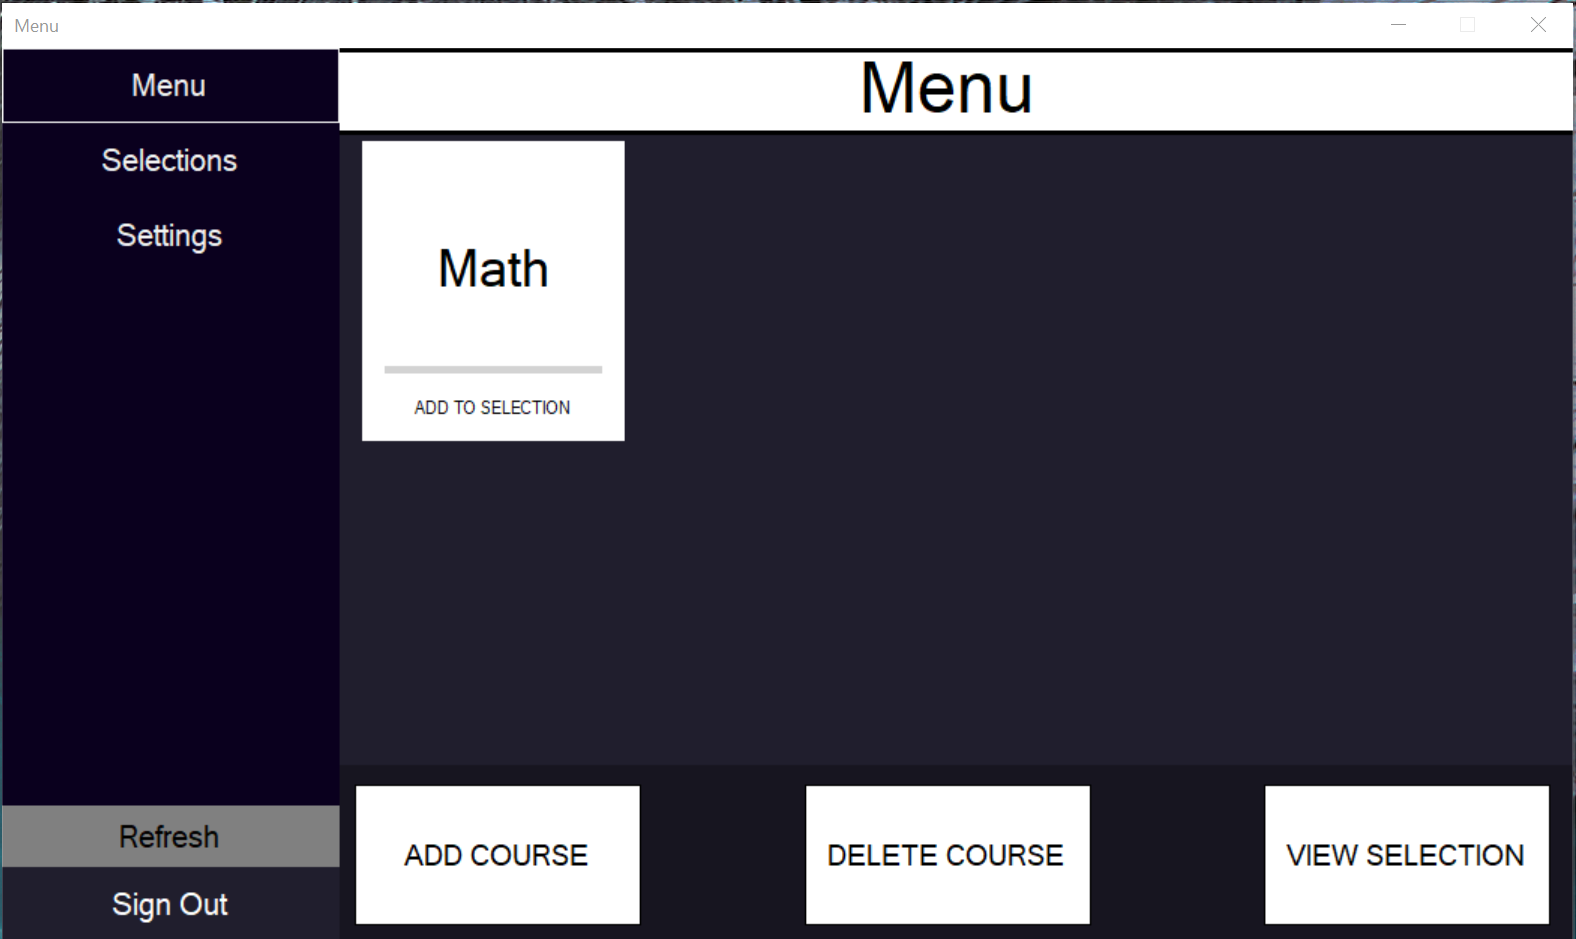 Menu
Menu
Selections
Settings
Refresh
Sign Out
Menu
Math
ADD TO SELECTION
ADD COURSE
DELETE COURSE
VIEW SELECTION